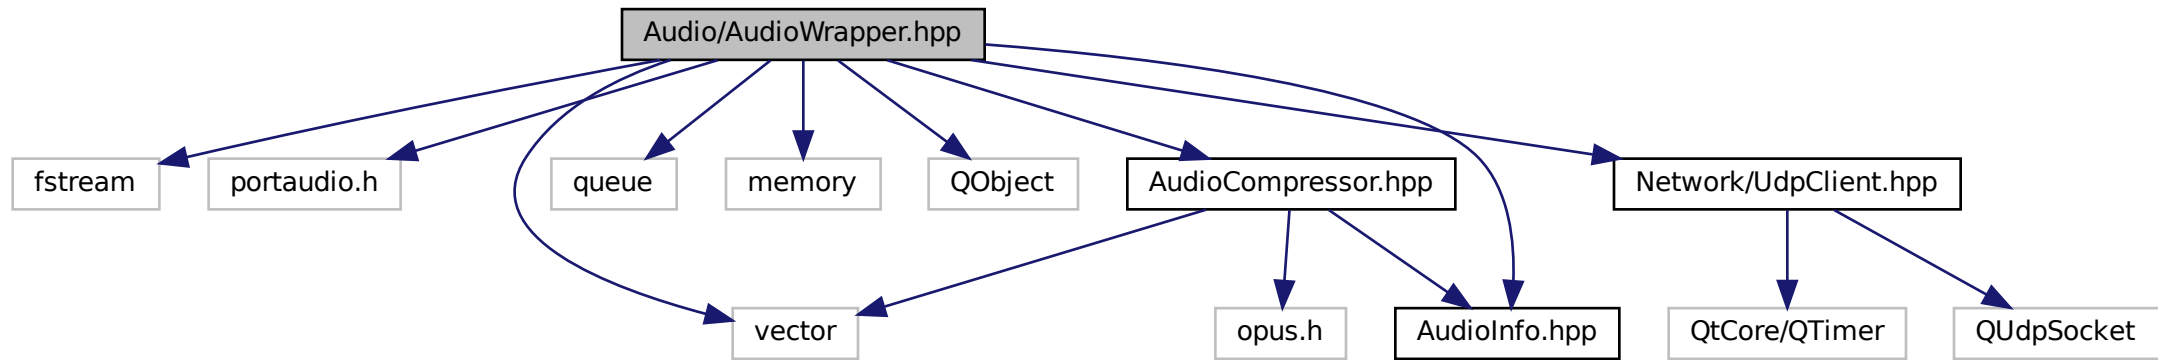 Audio/AudioWrapper.hpp
fstream
portaudio.h
queue
memory
QObject
AudioCompressor.hpp
Network/UdpClient.hpp
vector
opus.h
AudioInfo.hpp
QtCore/QTimer
QUdpSocket